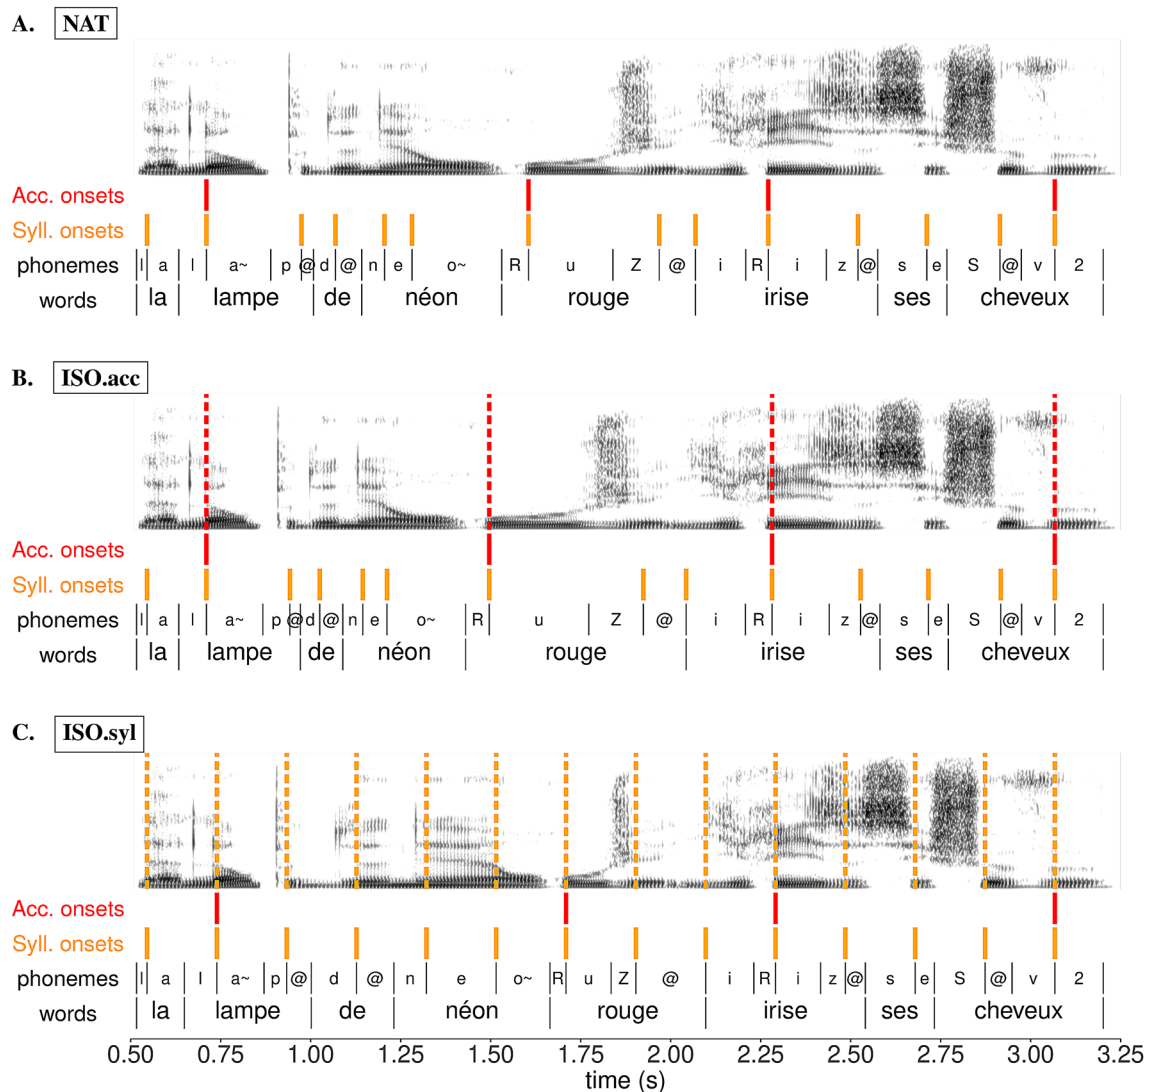 A. NAT
Acc. onsets
Syll. onsets
phonemes l a l a~ p @ d @ n e o~ R u Z @ i R i z @ s e S @ v 2
words la lampe de néon rouge irise ses cheveux
B. ISO.acc
Acc. onsets
Syll. onsets
phonemes l a l a~ p @ d @ n e o~ R u Z @ i R i z @ s e S @ v 2
words la lampe de néon rouge irise ses cheveux
C. ISO.syl
Acc. onsets
Syll. onsets
phonemes l a l a~ p @ d @ n e o~ R u Z @ i R i z @ s e S @ v 2
words la lampe de néon rouge irise ses cheveux
0.50 0.75 1.00 1.25 1.50 1.75 2.00 2.25 2.50 2.75 3.00 3.25
time (s)